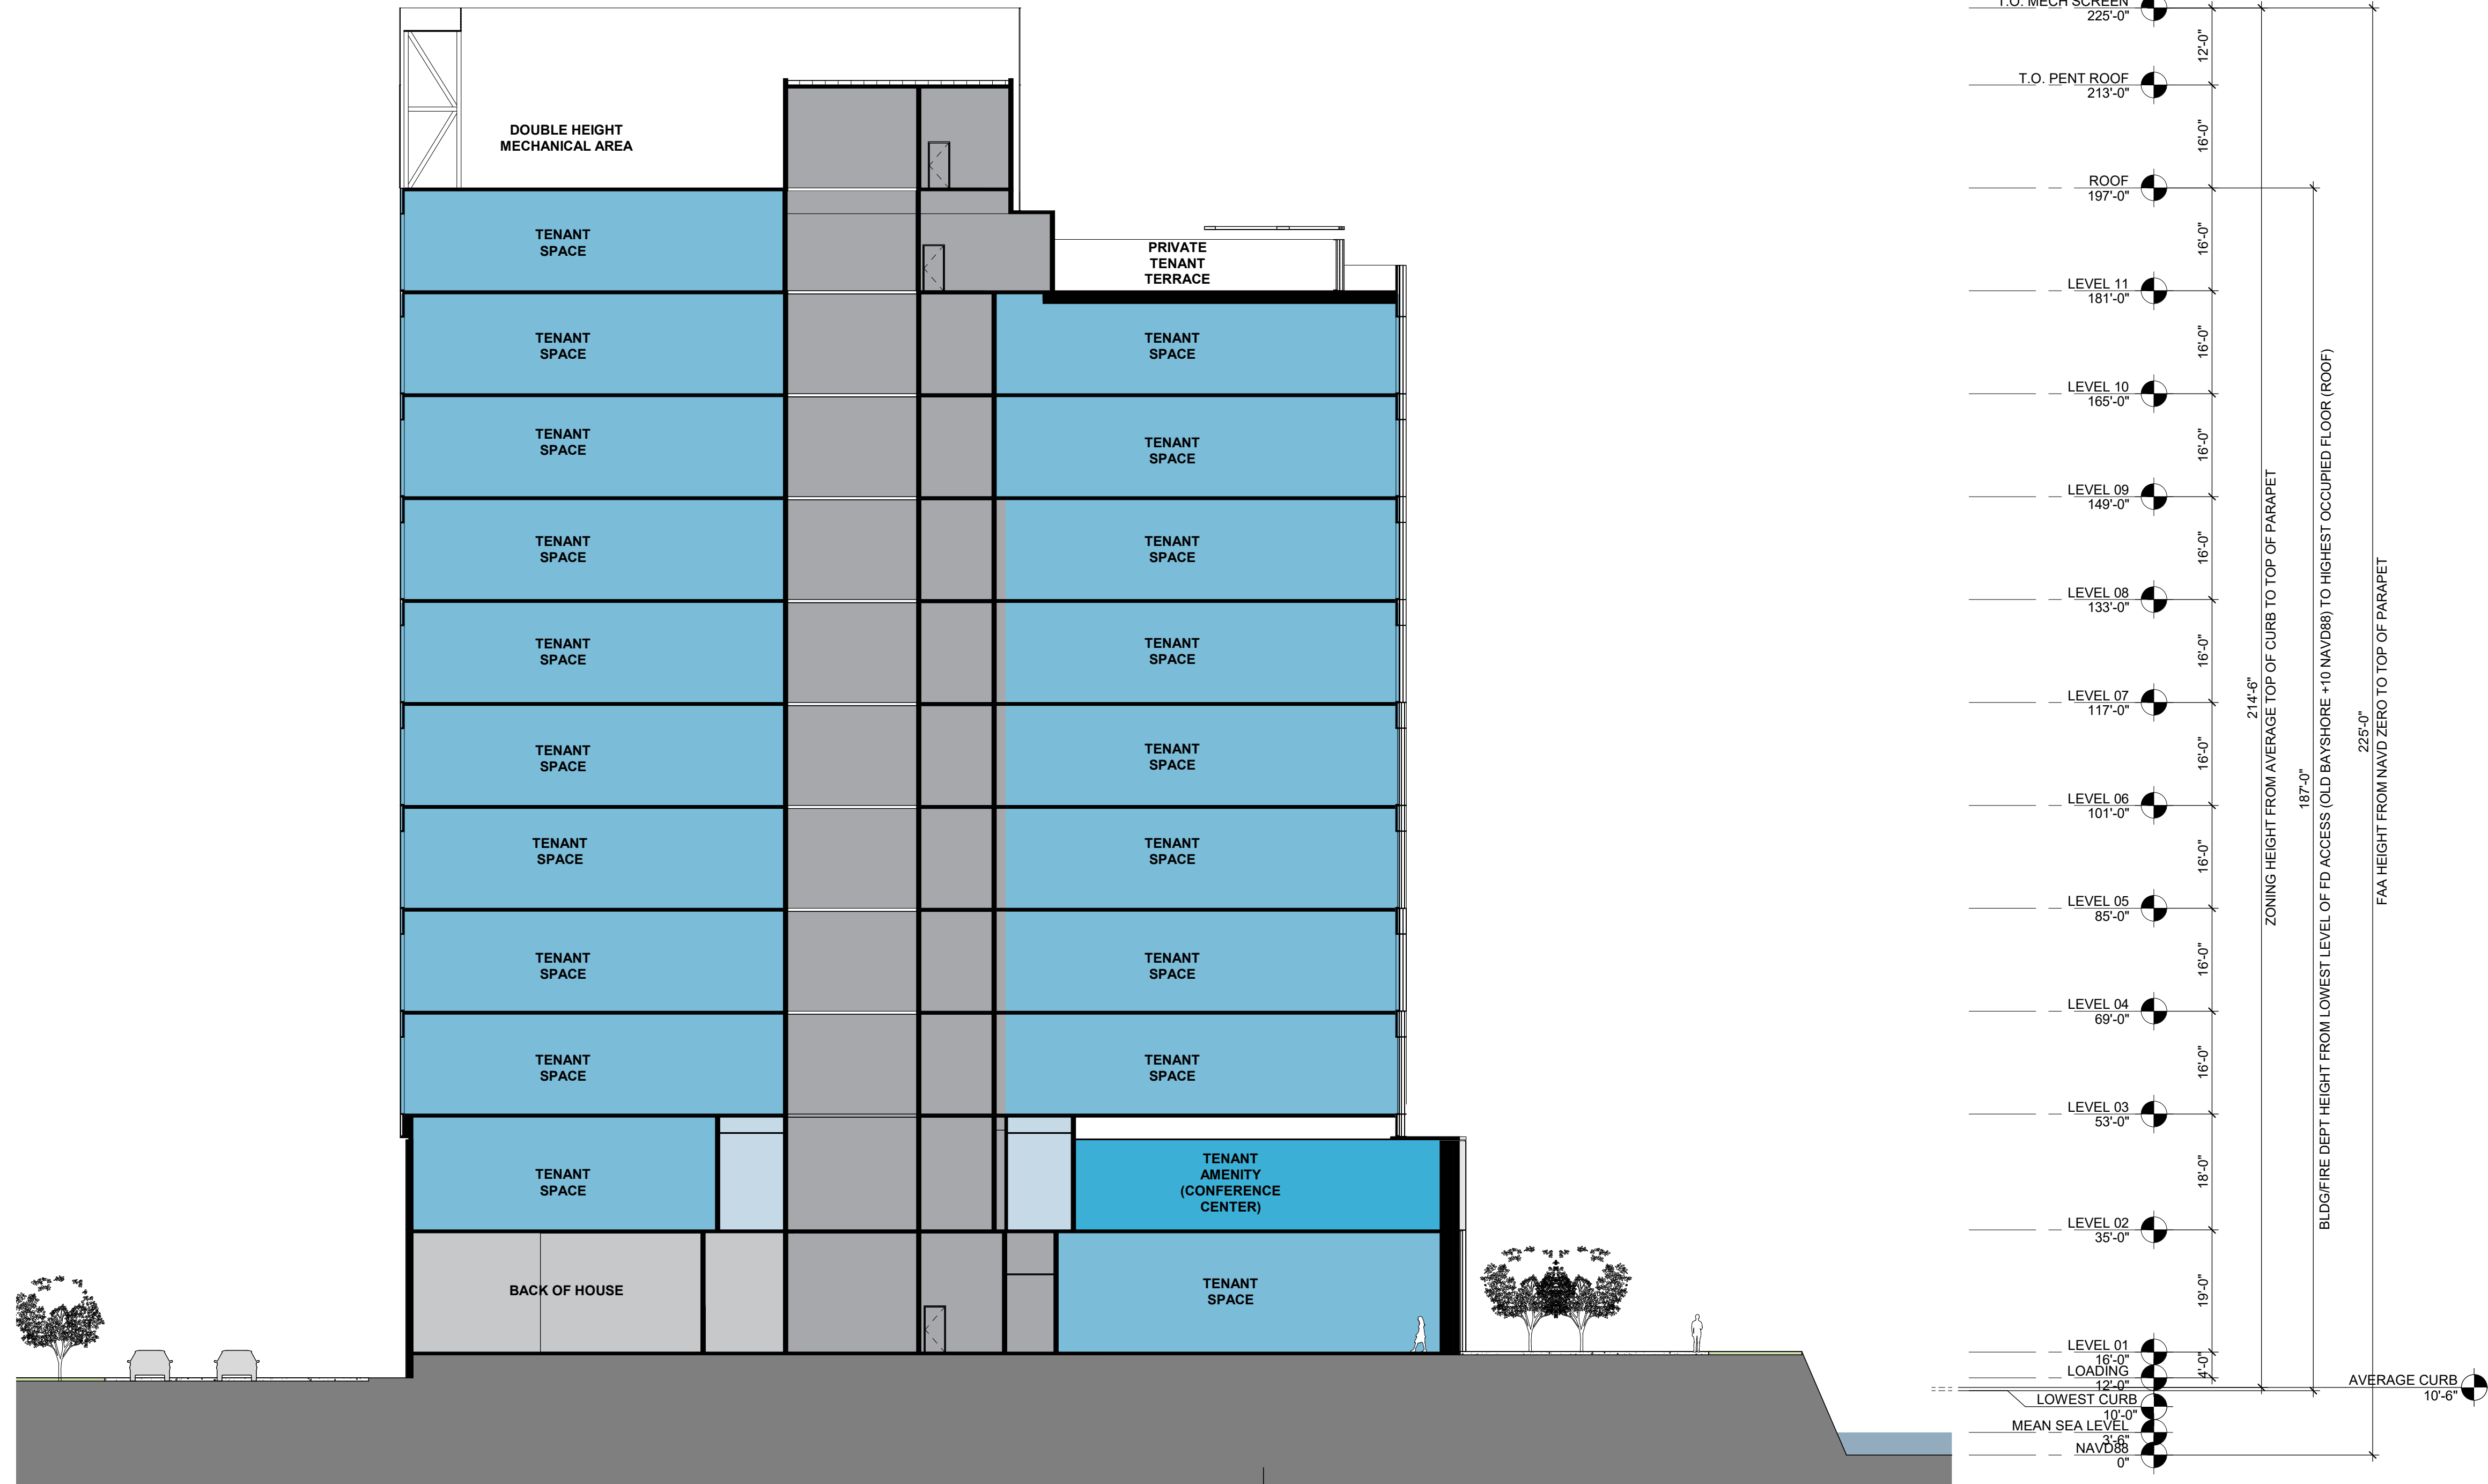 DOUBLE HEIGHT
MECHANICAL AREA
TENANT
SPACE
PRIVATE
TENANT
TERRACE
TENANT
SPACE
TENANT
SPACE
TENANT
SPACE
TENANT
SPACE
TENANT
SPACE
TENANT
SPACE
TENANT
SPACE
TENANT
SPACE
TENANT
SPACE
TENANT
SPACE
TENANT
SPACE
TENANT
SPACE
TENANT
SPACE
TENANT
SPACE
TENANT
SPACE
TENANT
SPACE
TENANT
SPACE
TENANT
AMENITY
(CONFERENCE
CENTER)
BACK OF HOUSE
TENANT
SPACE
T.O. MECH SCREEN
225'-0"
12'-0"
T.O. PENT ROOF
213'-0"
16'-0"
ROOF
197'-0"
16'-0"
LEVEL 11
181'-0"
16'-0"
LEVEL 10
165'-0"
16'-0"
LEVEL 09
149'-0"
16'-0"
LEVEL 08
133'-0"
16'-0"
LEVEL 07
117'-0"
16'-0"
LEVEL 06
101'-0"
16'-0"
LEVEL 05
85'-0"
16'-0"
LEVEL 04
69'-0"
16'-0"
LEVEL 03
53'-0"
18'-0"
LEVEL 02
35'-0"
19'-0"
LEVEL 01
16'-0"
4'-0"
LOADING
12'-0"
LOWEST CURB
10'-0"
MEAN SEA LEVEL
3'-6"
NAVD88
0"
214'-6"
ZONING HEIGHT FROM AVERAGE TOP OF CURB TO TOP OF PARAPET
187'-0"
BLDG/FIRE DEPT HEIGHT FROM LOWEST LEVEL OF FD ACCESS (OLD BAYSHORE +10 NAVD88) TO HIGHEST OCCUPIED FLOOR (ROOF)
225'-0"
FAA HEIGHT FROM NAVD ZERO TO TOP OF PARAPET
AVERAGE CURB
10'-6"